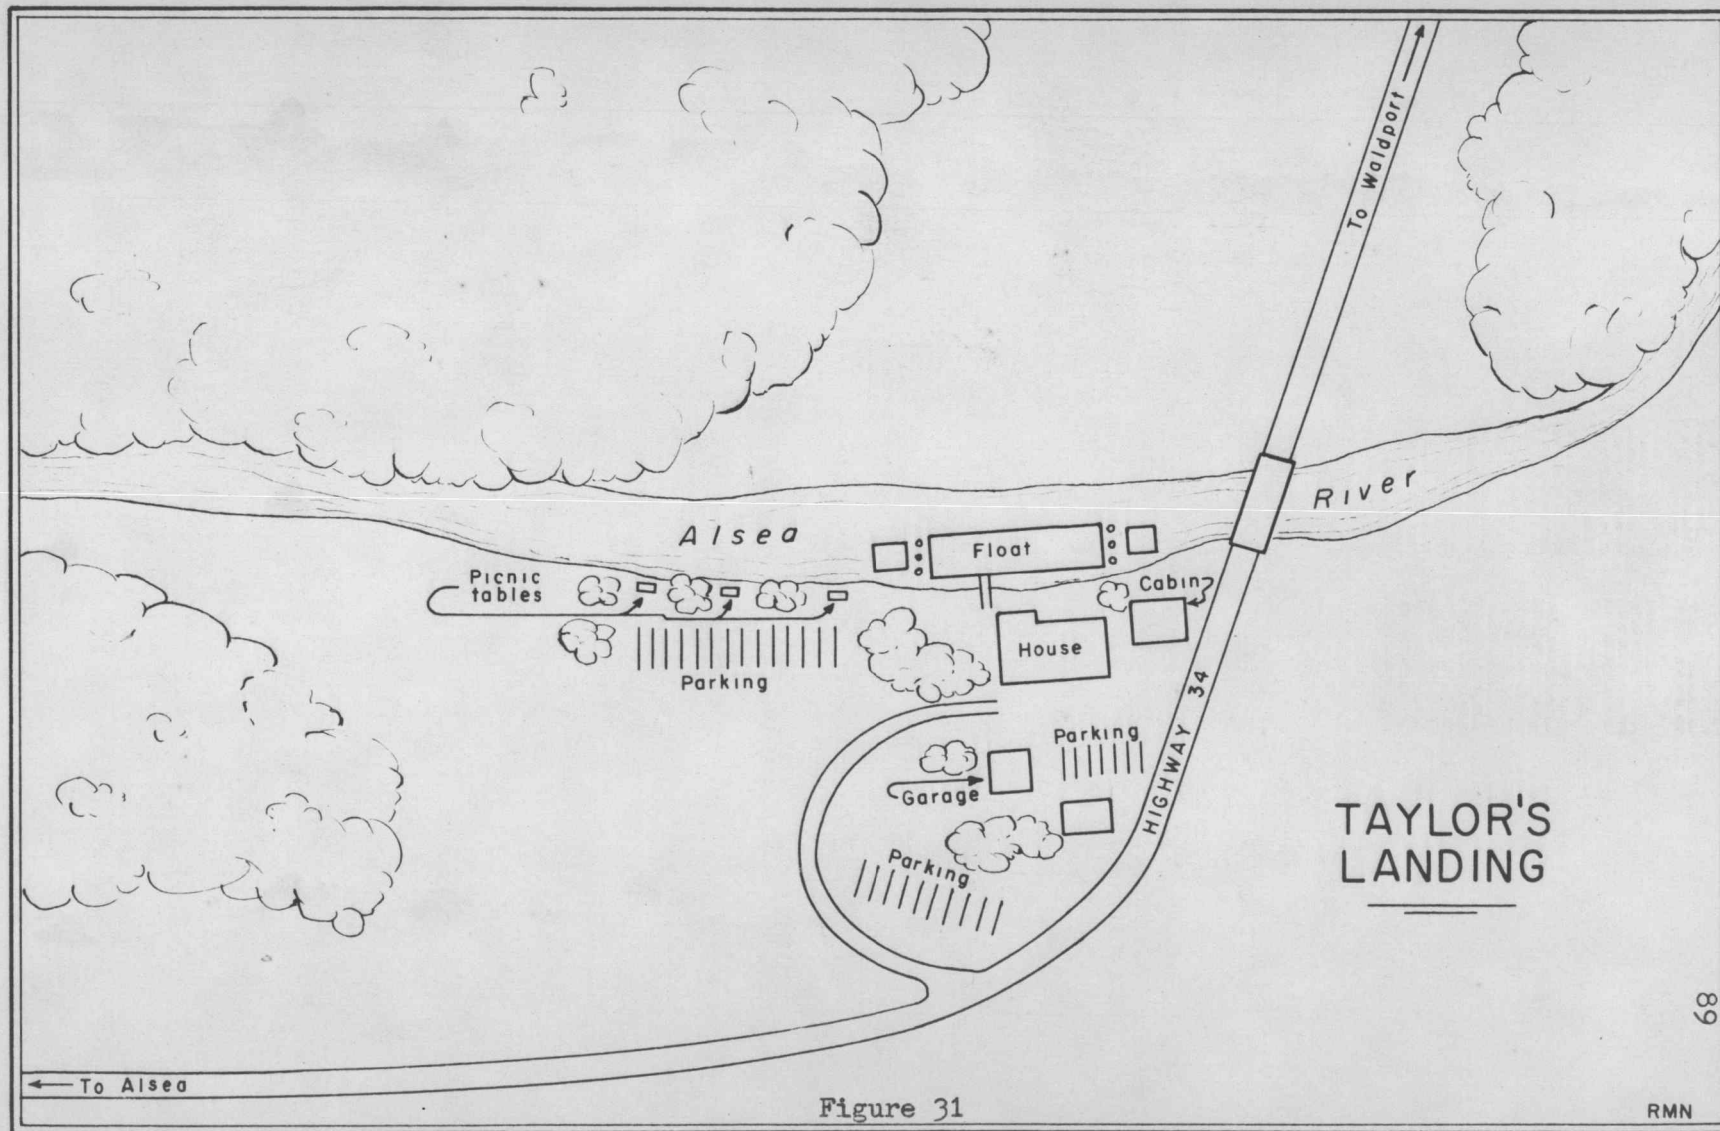 To Waldport
River
Alsea
Float
Picnic
tables
Cabin
House
Parking
HIGHWAY 34
Parking
Garage
Parking
TAYLOR'S
LANDING
89
To Alsea
Figure 31
RMN